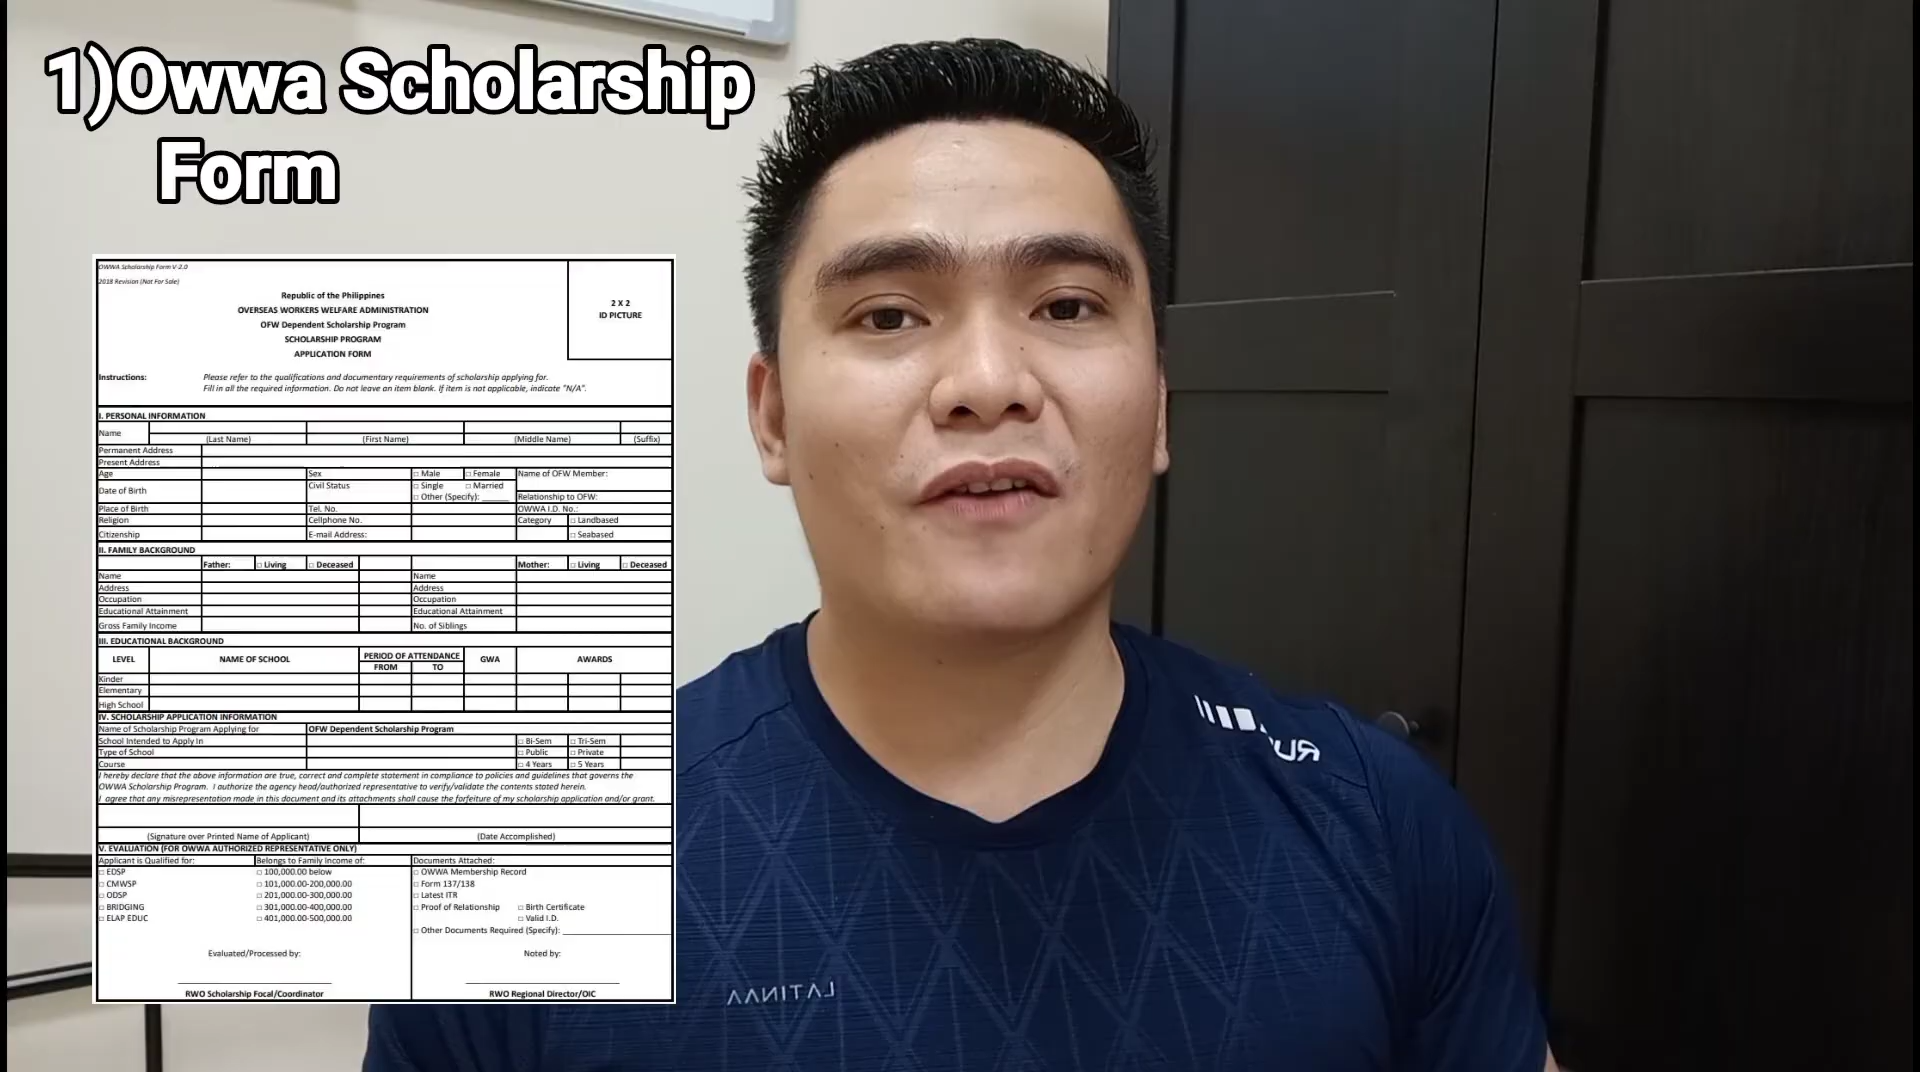 1)Owwa Scholarship
Form
OWWA Scholarship Form V-2.0
2018 Revision (Not For Sale)
Republic of the Philippines
OVERSEAS WORKERS WELFARE ADMINISTRATION
OFW Dependent Scholarship Program
SCHOLARSHIP PROGRAM
APPLICATION FORM
2 X 2
ID PICTURE
Instructions: Please refer to the qualifications and documentary requirements of scholarship applying for.
Fill in all the required information. Do not leave an item blank. If item is not applicable, indicate "N/A".
I. PERSONAL INFORMATION
Name
(Last Name) (First Name) (Middle Name) (Suffix)
Permanent Address
Present Address
Age Sex □ Male □ Female Name of OFW Member:
Civil Status □ Single □ Married
Date of Birth □ Other (Specify): ______ Relationship to OFW:
Place of Birth Tel. No. OWWA I.D. No.:
Religion Cellphone No. Category □ Landbased
Citizenship E-mail Address: □ Seabased
II. FAMILY BACKGROUND
Father: □ Living □ Deceased Mother: □ Living □ Deceased
Name Name
Address Address
Occupation Occupation
Educational Attainment Educational Attainment
Gross Family Income No. of Siblings
III. EDUCATIONAL BACKGROUND
LEVEL NAME OF SCHOOL PERIOD OF ATTENDANCE GWA AWARDS
FROM TO
Kinder
Elementary
High School
IV. SCHOLARSHIP APPLICATION INFORMATION
Name of Scholarship Program Applying for OFW Dependent Scholarship Program
School Intended to Apply In □ Bi-Sem □ Tri-Sem
Type of School □ Public □ Private
Course □ 4 Years □ 5 Years
I hereby declare that the above information are true, correct and complete statement in compliance to policies and guidelines that governs the
OWWA Scholarship Program. I authorize the agency head/authorized representative to verify/validate the contents stated herein.
I agree that any misrepresentation made in this document and its attachments shall cause the forfeiture of my scholarship application and/or grant.
(Signature over Printed Name of Applicant) (Date Accomplished)
V. EVALUATION (FOR OWWA AUTHORIZED REPRESENTATIVE ONLY)
Applicant is Qualified for: Belongs to Family Income of: Documents Attached:
□ EDSP □ 100,000.00 below □ OWWA Membership Record
□ CMWSP □ 101,000.00-200,000.00 □ Form 137/138
□ ODSP □ 201,000.00-300,000.00 □ Latest ITR
□ BRIDGING □ 301,000.00-400,000.00 □ Proof of Relationship □ Birth Certificate
□ ELAP EDUC □ 401,000.00-500,000.00 □ Valid I.D.
□ Other Documents Required (Specify): ______
Evaluated/Processed by: Noted by:
RWO Scholarship Focal/Coordinator RWO Regional Director/OIC
RU
LATINAA